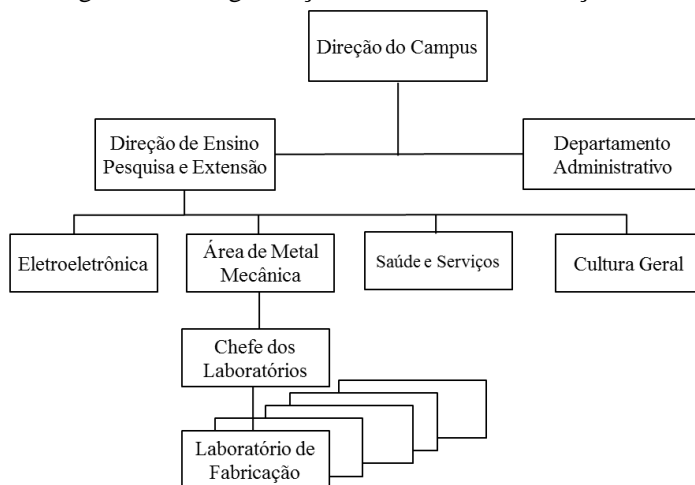 Direção do Campus
Direção de Ensino
Pesquisa e Extensão
Departamento
Administrativo
Eletroeletrônica
Área de Metal
Mecânica
Saúde e Serviços
Cultura Geral
Chefe dos
Laboratórios
Laboratório de
Fabricação